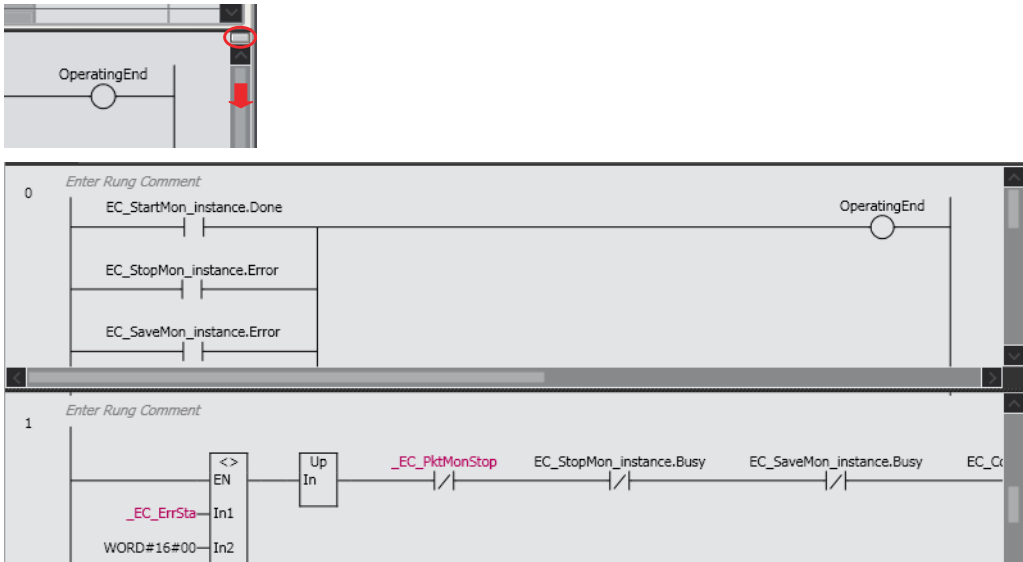 OperatingEnd
0
Enter Rung Comment
EC_StartMon_instance.Done
OperatingEnd
EC_StopMon_instance.Error
EC_SaveMon_instance.Error
1
Enter Rung Comment
<> Up _EC_PktMonStop EC_StopMon_instance.Busy EC_SaveMon_instance.Busy
EN In
_EC_ErrSta In1
WORD#16#00 In2